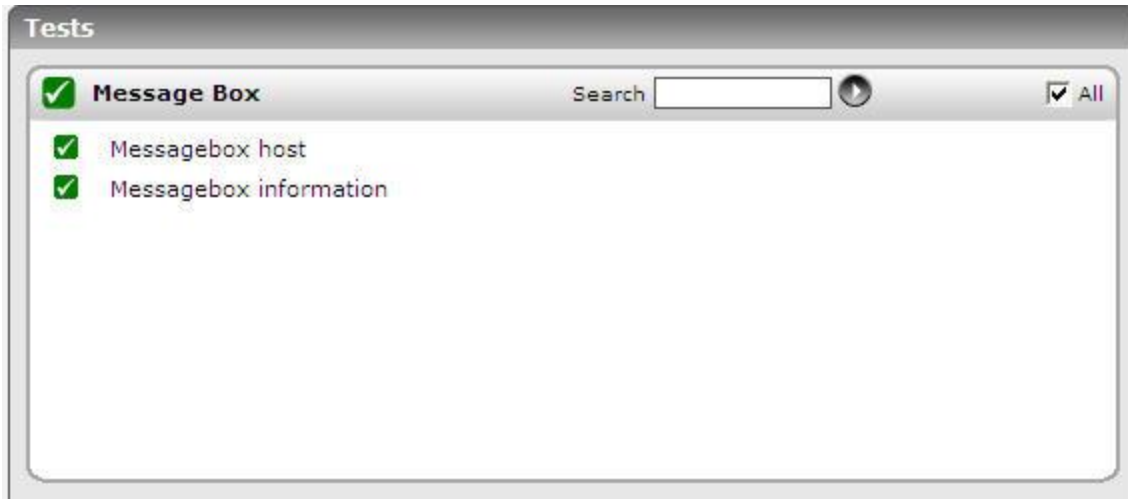 Tests
Message Box Search All
Messagebox host
Messagebox information